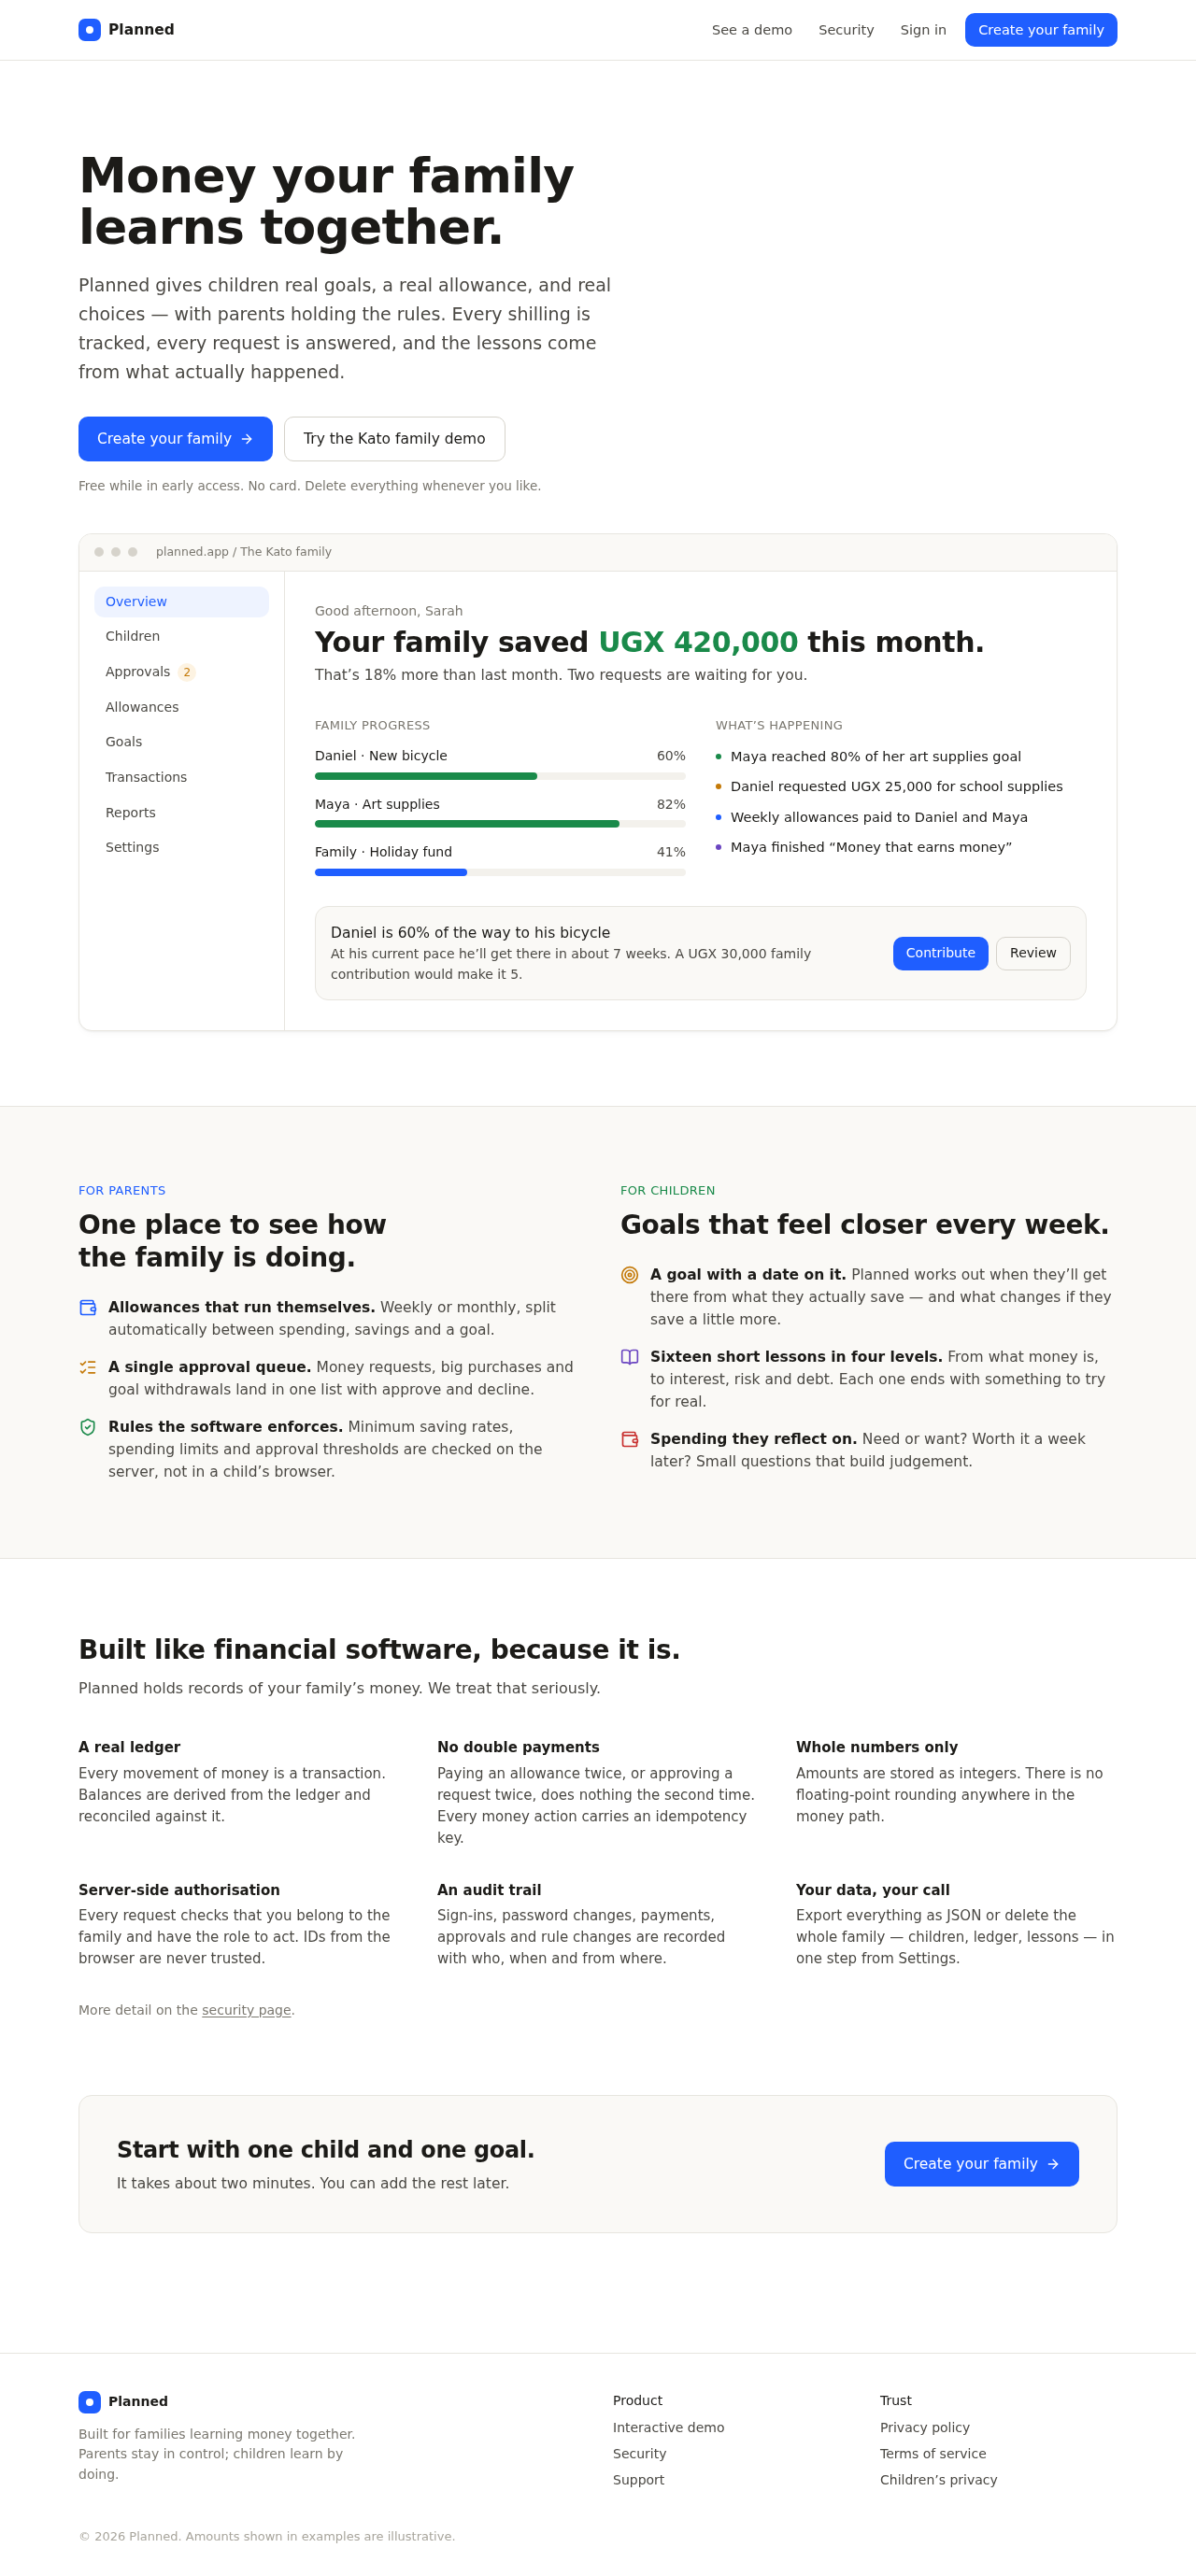 Planned
See a demo
Security
Sign in
Create your family
Money your family
learns together.
Planned gives children real goals, a real allowance, and real
choices — with parents holding the rules. Every shilling is
tracked, every request is answered, and the lessons come
from what actually happened.
Create your family →
Try the Kato family demo
Free while in early access. No card. Delete everything whenever you like.
planned.app / The Kato family
Overview
Children
Approvals 2
Allowances
Goals
Transactions
Reports
Settings
Good afternoon, Sarah
Your family saved UGX 420,000 this month.
That’s 18% more than last month. Two requests are waiting for you.
FAMILY PROGRESS
Daniel · New bicycle 60%
Maya · Art supplies 82%
Family · Holiday fund 41%
WHAT’S HAPPENING
Maya reached 80% of her art supplies goal
Daniel requested UGX 25,000 for school supplies
Weekly allowances paid to Daniel and Maya
Maya finished “Money that earns money”
Daniel is 60% of the way to his bicycle
At his current pace he’ll get there in about 7 weeks. A UGX 30,000 family
contribution would make it 5.
Contribute
Review
FOR PARENTS
One place to see how
the family is doing.
Allowances that run themselves. Weekly or monthly, split
automatically between spending, savings and a goal.
A single approval queue. Money requests, big purchases and
goal withdrawals land in one list with approve and decline.
Rules the software enforces. Minimum saving rates,
spending limits and approval thresholds are checked on the
server, not in a child’s browser.
FOR CHILDREN
Goals that feel closer every week.
A goal with a date on it. Planned works out when they’ll get
there from what they actually save — and what changes if they
save a little more.
Sixteen short lessons in four levels. From what money is,
to interest, risk and debt. Each one ends with something to try
for real.
Spending they reflect on. Need or want? Worth it a week
later? Small questions that build judgement.
Built like financial software, because it is.
Planned holds records of your family’s money. We treat that seriously.
A real ledger
Every movement of money is a transaction.
Balances are derived from the ledger and
reconciled against it.
No double payments
Paying an allowance twice, or approving a
request twice, does nothing the second time.
Every money action carries an idempotency
key.
Whole numbers only
Amounts are stored as integers. There is no
floating-point rounding anywhere in the
money path.
Server-side authorisation
Every request checks that you belong to the
family and have the role to act. IDs from the
browser are never trusted.
An audit trail
Sign-ins, password changes, payments,
approvals and rule changes are recorded
with who, when and from where.
Your data, your call
Export everything as JSON or delete the
whole family — children, ledger, lessons — in
one step from Settings.
More detail on the security page.
Start with one child and one goal.
It takes about two minutes. You can add the rest later.
Create your family →
Planned
Built for families learning money together.
Parents stay in control; children learn by
doing.
Product
Interactive demo
Security
Support
Trust
Privacy policy
Terms of service
Children’s privacy
© 2026 Planned. Amounts shown in examples are illustrative.